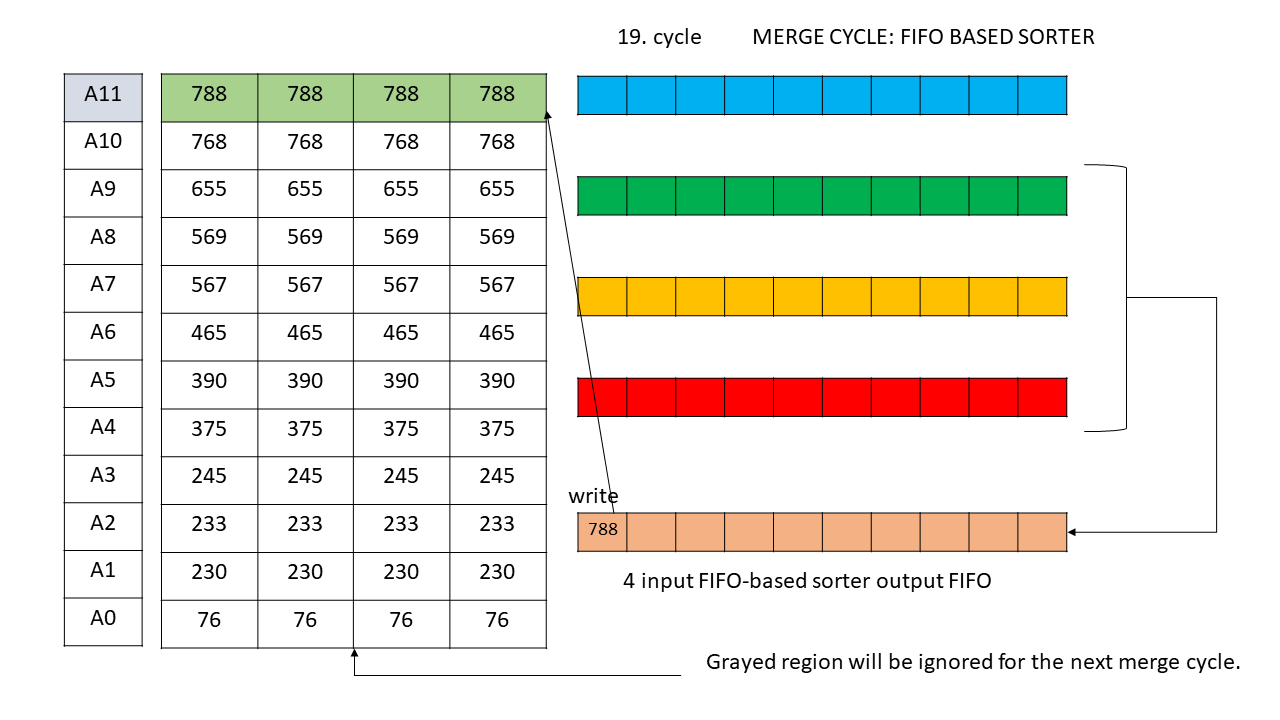 19. cycle MERGE CYCLE: FIFO BASED SORTER
A11 788 788 788 788
A10 768 768 768 768
A9 655 655 655 655
A8 569 569 569 569
A7 567 567 567 567
A6 465 465 465 465
A5 390 390 390 390
A4 375 375 375 375
A3 245 245 245 245
write
A2 233 233 233 233
788
A1 230 230 230 230
4 input FIFO-based sorter output FIFO
A0 76 76 76 76
Grayed region will be ignored for the next merge cycle.